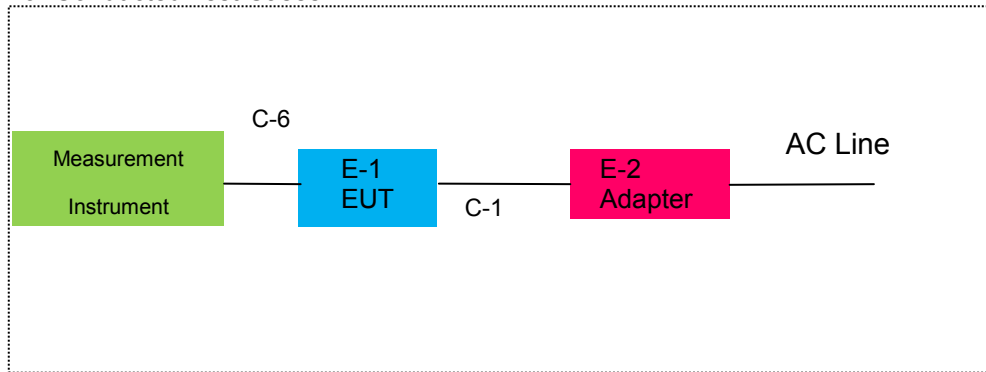 C-6
Measurement
Instrument
E-1
EUT
C-1
E-2
Adapter
AC Line